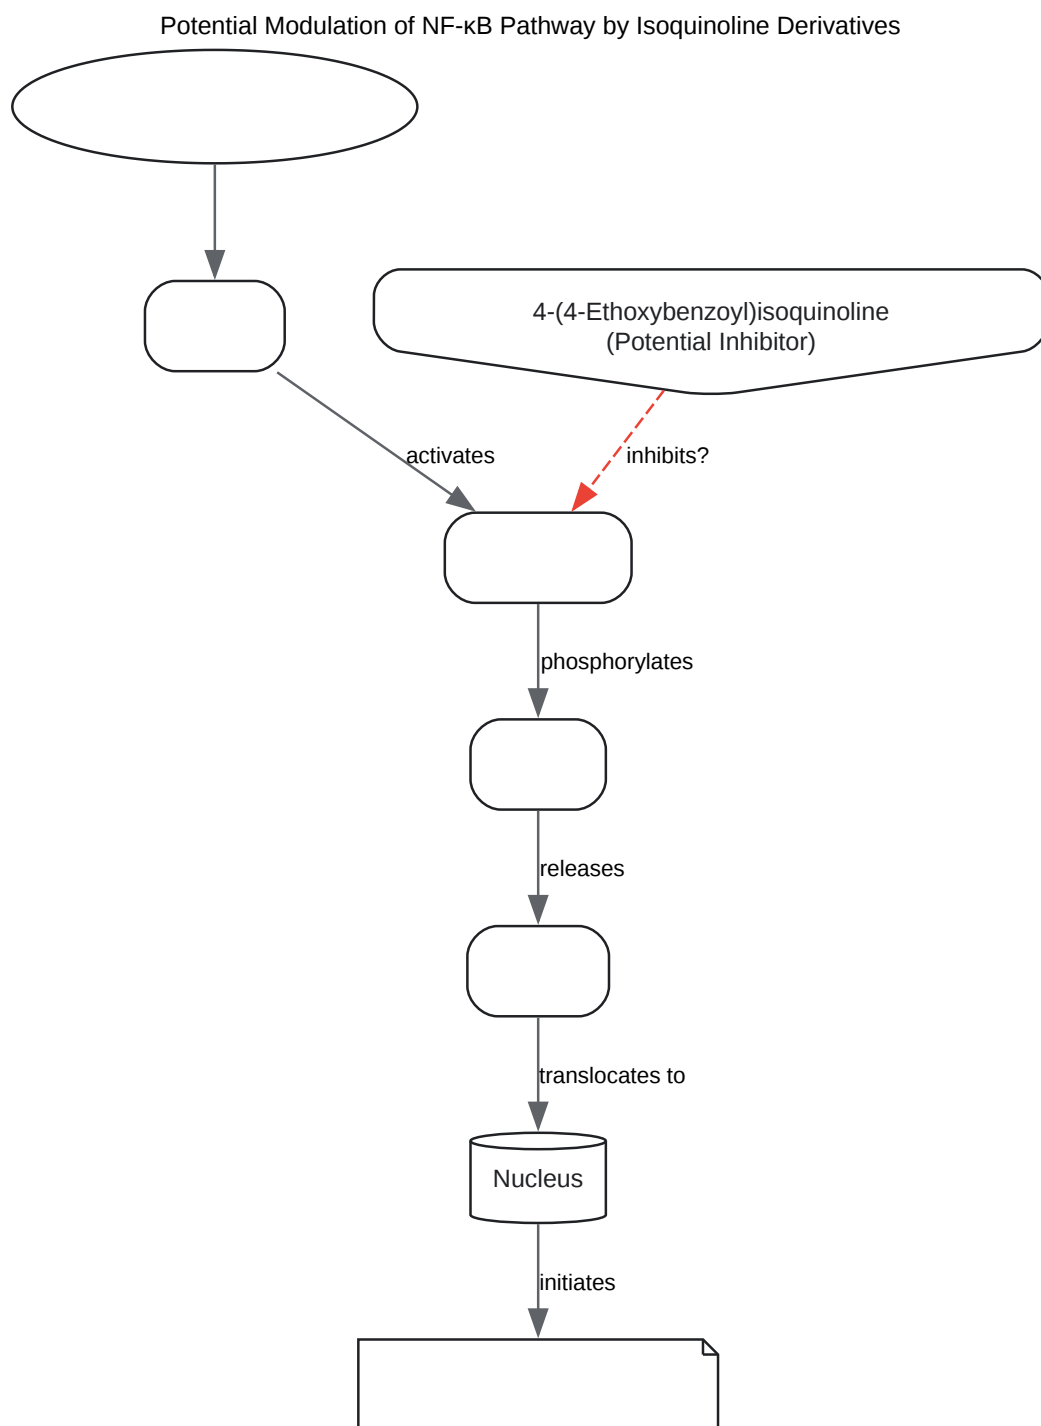 Potential Modulation of NF-κB Pathway by Isoquinoline Derivatives
4-(4-Ethoxybenzoyl)isoquinoline
(Potential Inhibitor)
activates
inhibits?
phosphorylates
releases
translocates to
Nucleus
initiates